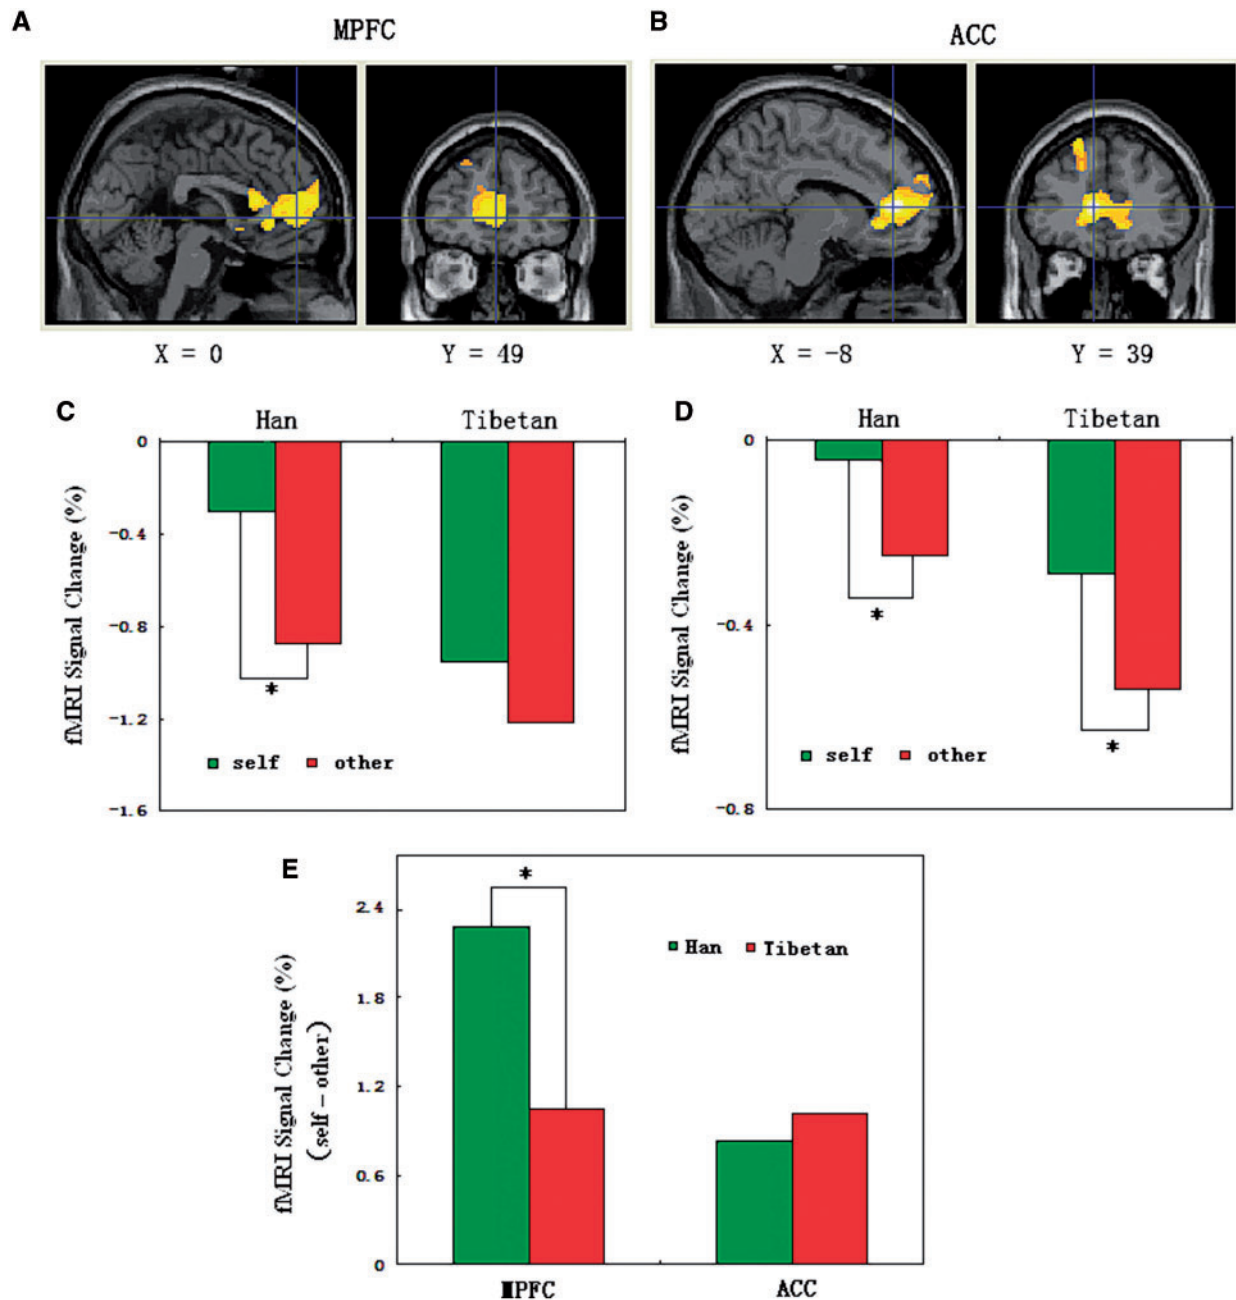 A
MPFC
B
ACC
X = 0
Y = 49
X = -8
Y = 39
C
Han
Tibetan
0
-0.4
-0.8
-1.2
-1.6
fMRI Signal Change (%)
self
other
*
D
Han
Tibetan
0
-0.4
-0.8
fMRI Signal Change (%)
self
other
*
*
E
*
2.4
1.8
1.2
0.6
0
fMRI Signal Change (%)
(self - other)
Han
Tibetan
MPFC
ACC